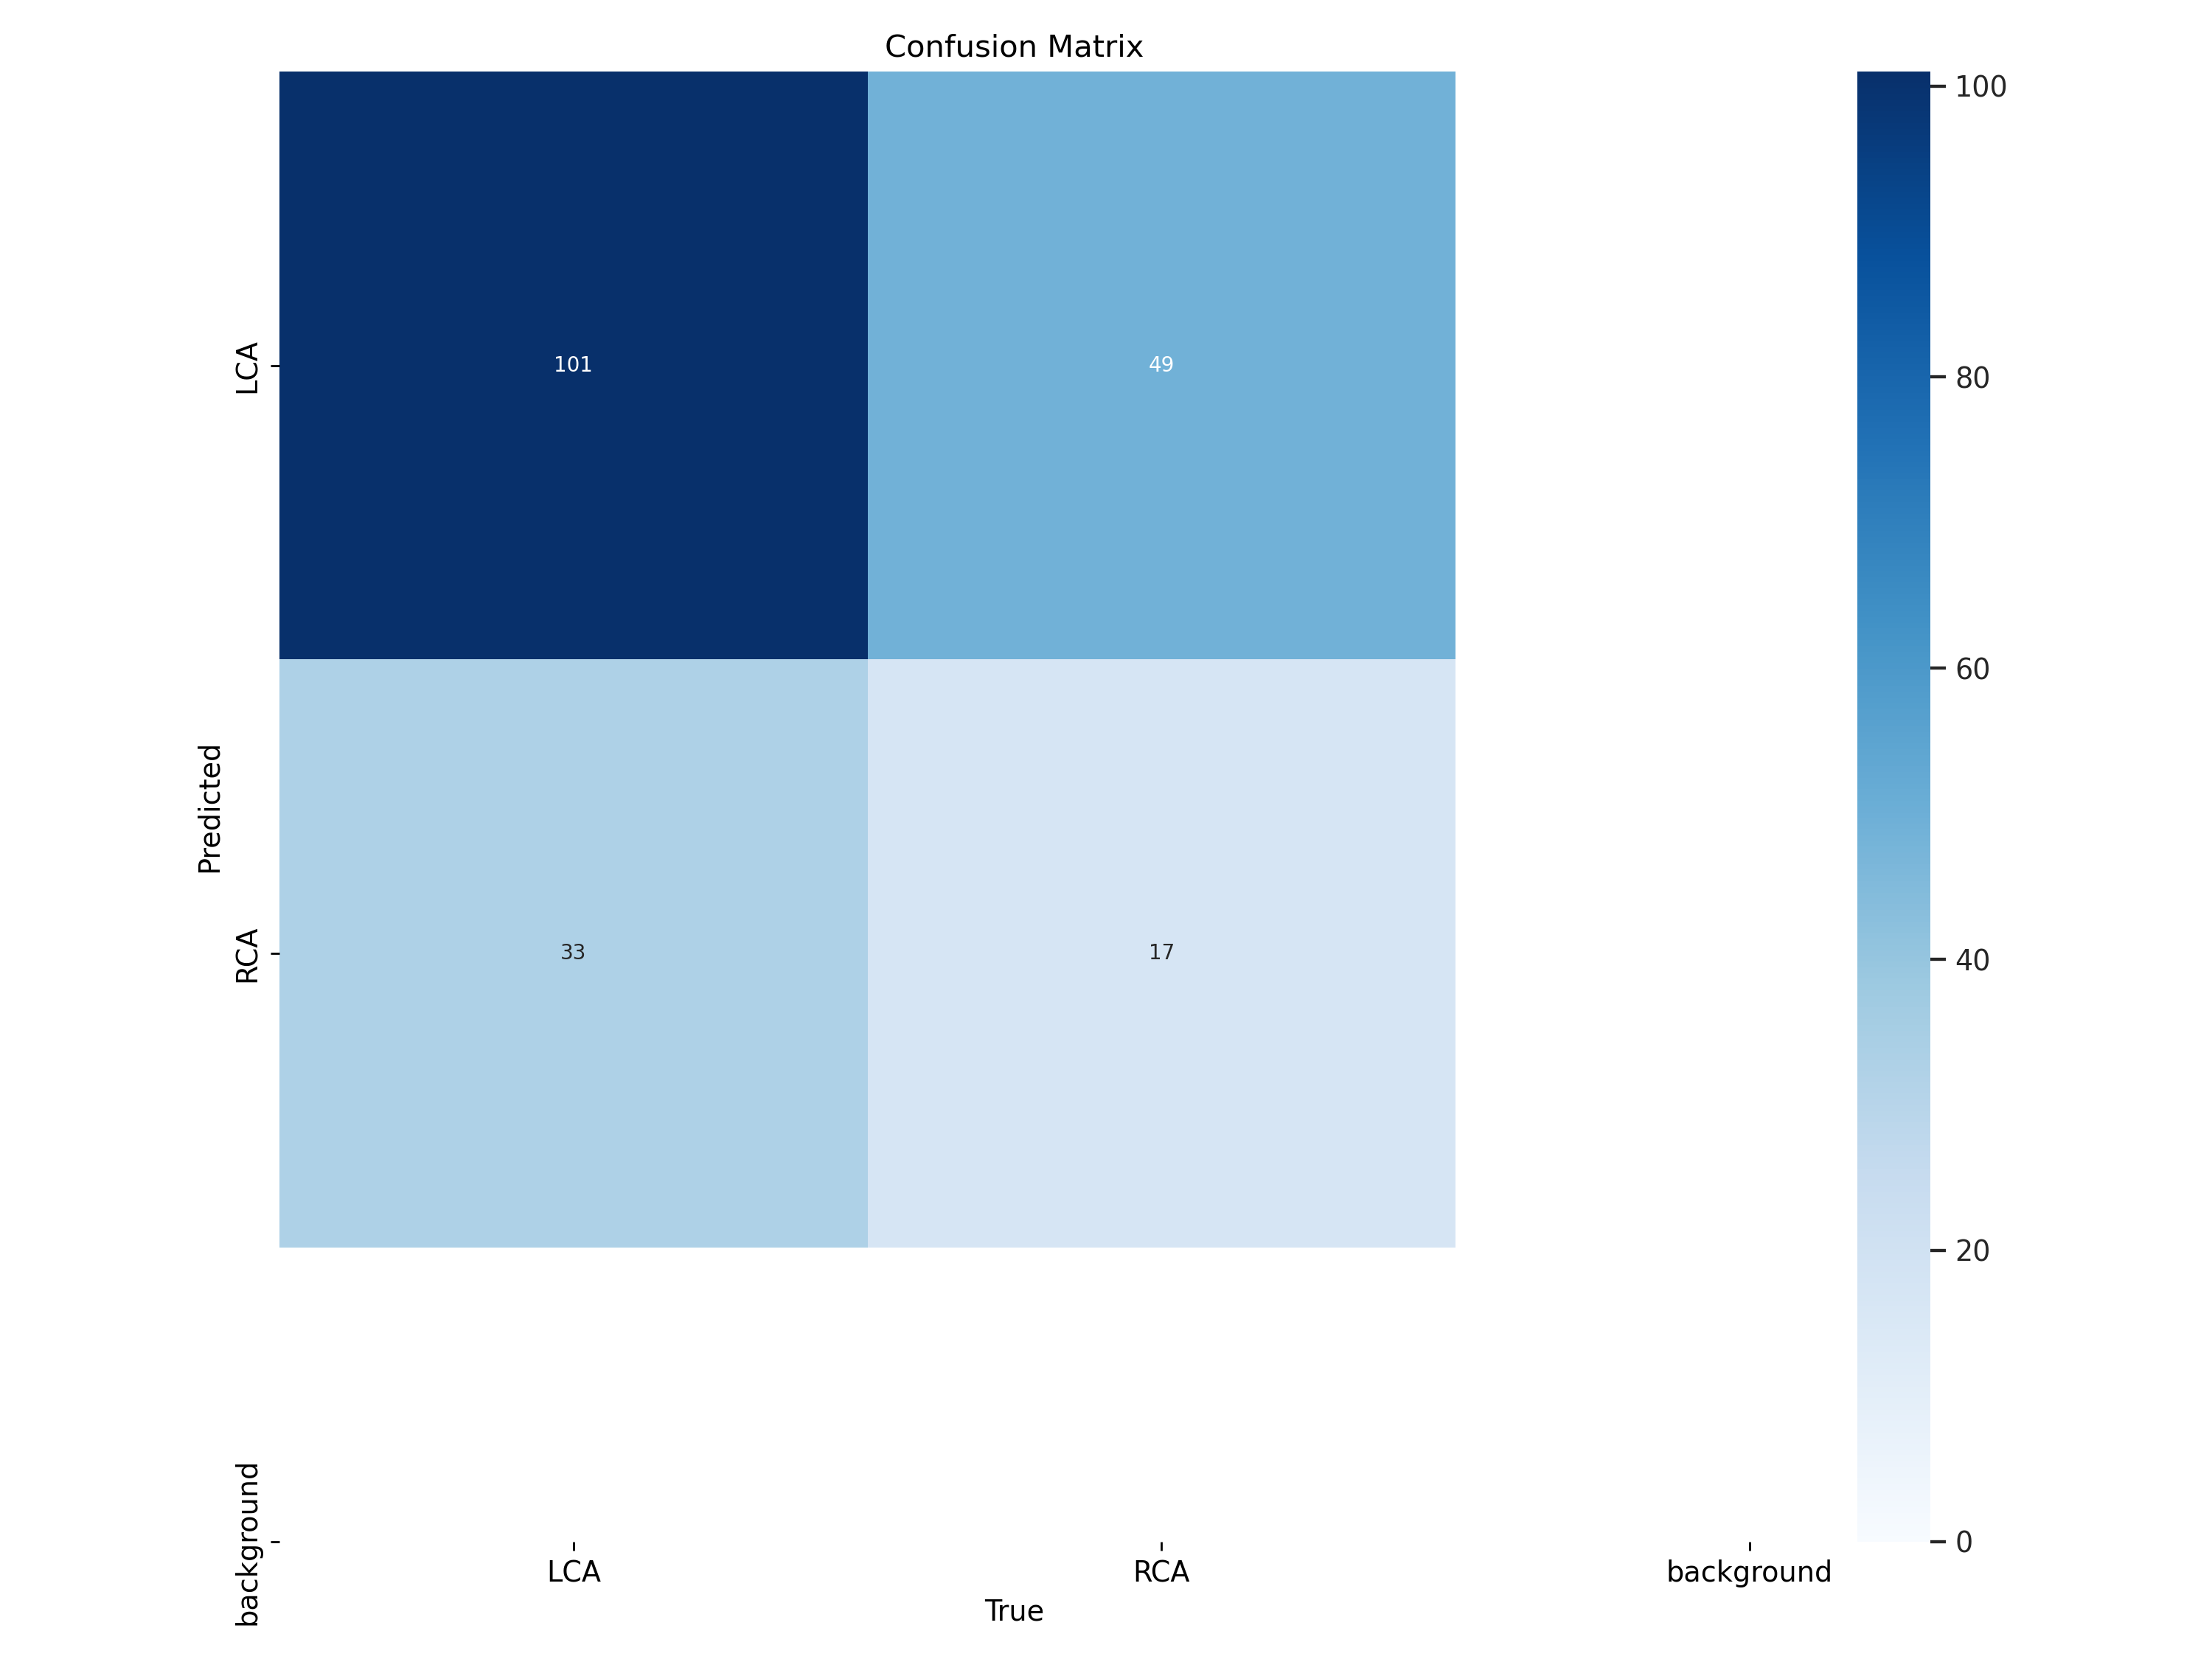 Confusion Matrix
LCA
101
49
RCA
33
17
background
Predicted
LCA
RCA
background
True
100
80
60
40
20
0